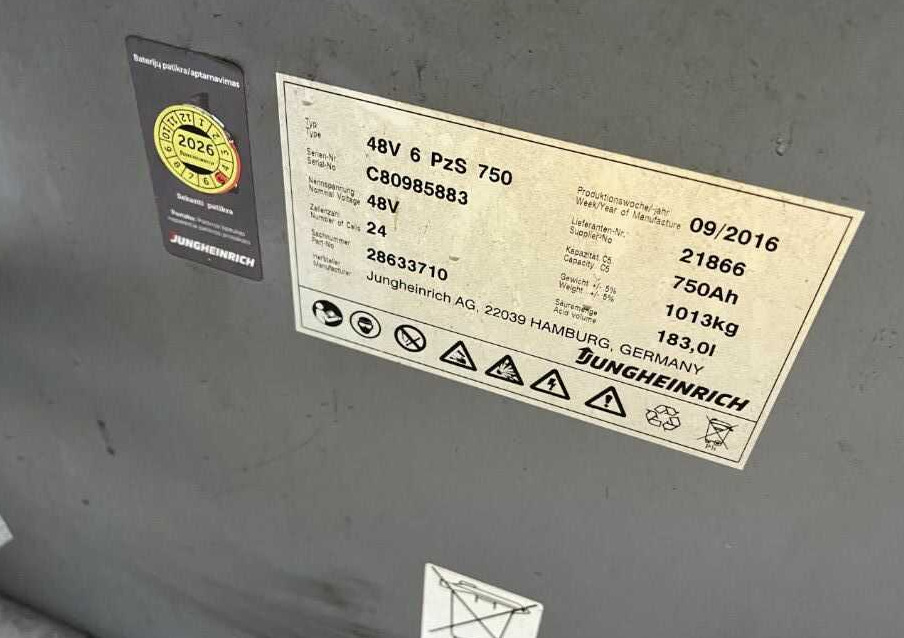 Baterijų patikra/aptarnavimas
2026
Sekanti patikra
JUNGHEINRICH
Typ
Type
48V 6 PzS 750
Serien-Nr.
Serial-No
C80985883
Nennspannung
Nominal Voltage
48V
Zellenzahl
Number of Cells
24
Sachnummer
Part-No
28633710
Hersteller
Manufacturer
Jungheinrich AG, 22039 HAMBURG, GERMANY
Produktionswoche/-jahr
Week/Year of Manufacture
09/2016
Lieferanten-Nr.
Supplier-No
21866
Kapazität C5
Capacity C5
750Ah
Gewicht +/- 5%
Weight +/- 5%
1013kg
Säuremenge
Acid volume
183,0l
JUNGHEINRICH
Pb